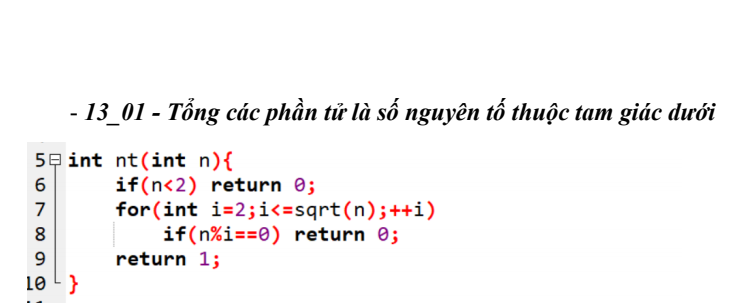 - 13_01 - Tổng các phần tử là số nguyên tố thuộc tam giác dưới
5 int nt(int n){
6 if(n<2) return 0;
7 for(int i=2;i<=sqrt(n);++i)
8 if(n%i==0) return 0;
9 return 1;
10 }